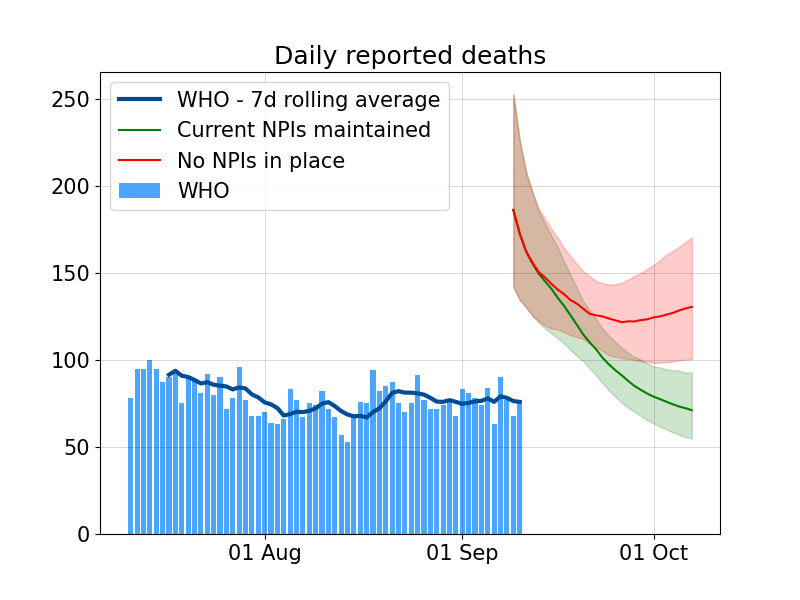 Daily reported deaths
WHO - 7d rolling average
Current NPIs maintained
No NPIs in place
WHO
250
200
150
100
50
0
01 Aug
01 Sep
01 Oct